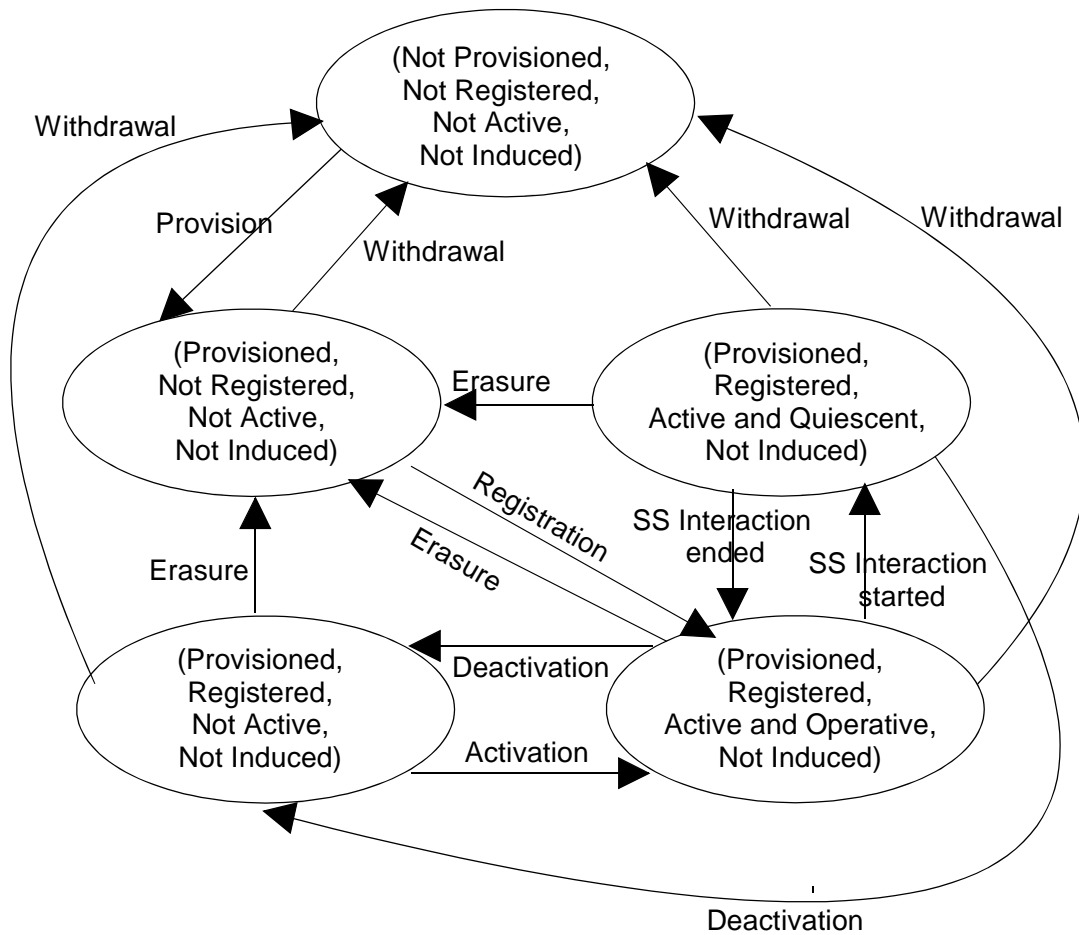 (Not Provisioned,
Not Registered,
Not Active,
Not Induced)
Withdrawal
Provision
Withdrawal
Withdrawal
Withdrawal
(Provisioned,
Not Registered,
Not Active,
Not Induced)
Erasure
(Provisioned,
Registered,
Active and Quiescent,
Not Induced)
Registration
Erasure
SS Interaction
ended
SS Interaction
started
Erasure
(Provisioned,
Registered,
Not Active,
Not Induced)
Deactivation
Activation
(Provisioned,
Registered,
Active and Operative,
Not Induced)
Deactivation